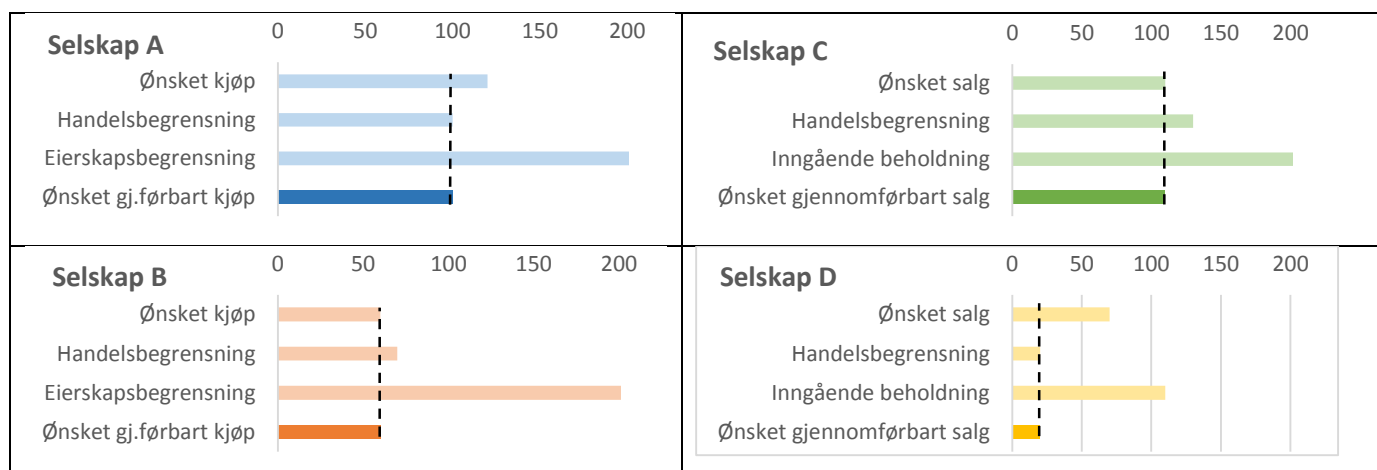 Selskap A
0 50 100 150 200
Ønsket kjøp
Handelsbegrensning
Eierskapsbegrensning
Ønsket gj.førbart kjøp
Selskap C
0 50 100 150 200
Ønsket salg
Handelsbegrensning
Inngående beholdning
Ønsket gjennomførbart salg
Selskap B
0 50 100 150 200
Ønsket kjøp
Handelsbegrensning
Eierskapsbegrensning
Ønsket gj.førbart kjøp
Selskap D
0 50 100 150 200
Ønsket salg
Handelsbegrensning
Inngående beholdning
Ønsket gjennomførbart salg